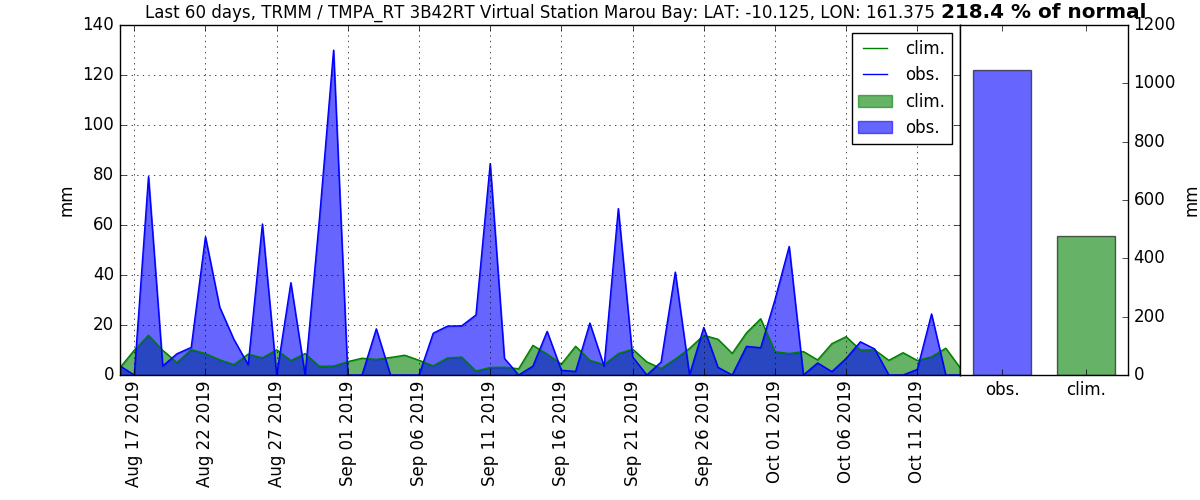 Last 60 days, TRMM / TMPA_RT 3B42RT Virtual Station Marou Bay: LAT: -10.125, LON: 161.375 218.4 % of normal
140
120
100
80
60
40
20
0
mm
clim.
obs.
clim.
obs.
1200
1000
800
600
400
200
0
mm
obs.
clim.
Aug 17 2019
Aug 22 2019
Aug 27 2019
Sep 01 2019
Sep 06 2019
Sep 11 2019
Sep 16 2019
Sep 21 2019
Sep 26 2019
Oct 01 2019
Oct 06 2019
Oct 11 2019